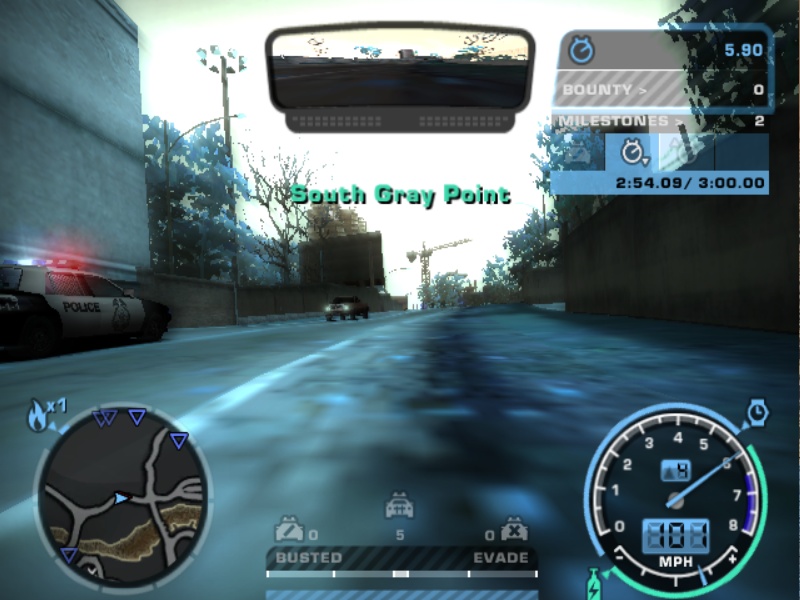 5.90
BOUNTY > 0
MILESTONES > 2
2:54.09/ 3:00.00
South Gray Point
POLICE
x1
0 5 0
BUSTED EVADE
0 1 2 3 4 5 6 7 8
4
101
MPH
- +